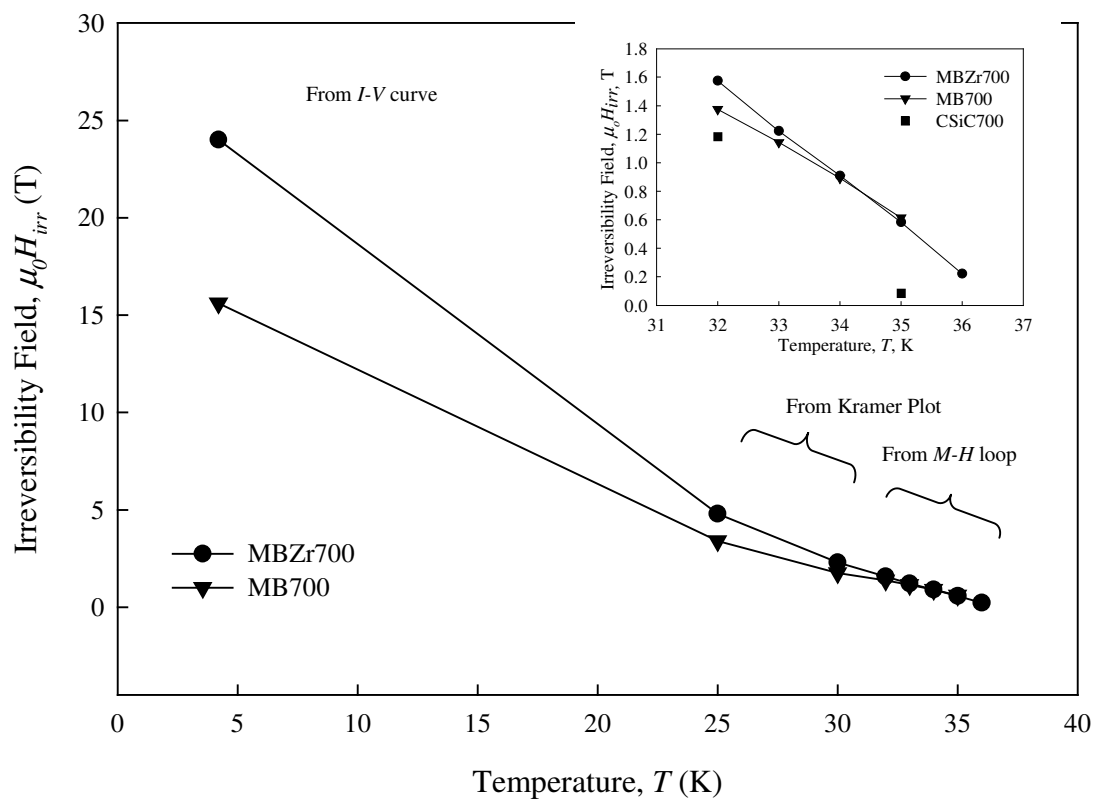 30
25
20
15
10
5
0
Irreversibility Field, μ0Hirr (T)
From I-V curve
1.8
1.6
1.4
1.2
1.0
0.8
0.6
0.4
0.2
0.0
Irreversibility Field, μoHirr, T
MBZr700
MB700
CSiC700
31 32 33 34 35 36 37
Temperature, T, K
From Kramer Plot
From M-H loop
MBZr700
MB700
0 5 10 15 20 25 30 35 40
Temperature, T (K)